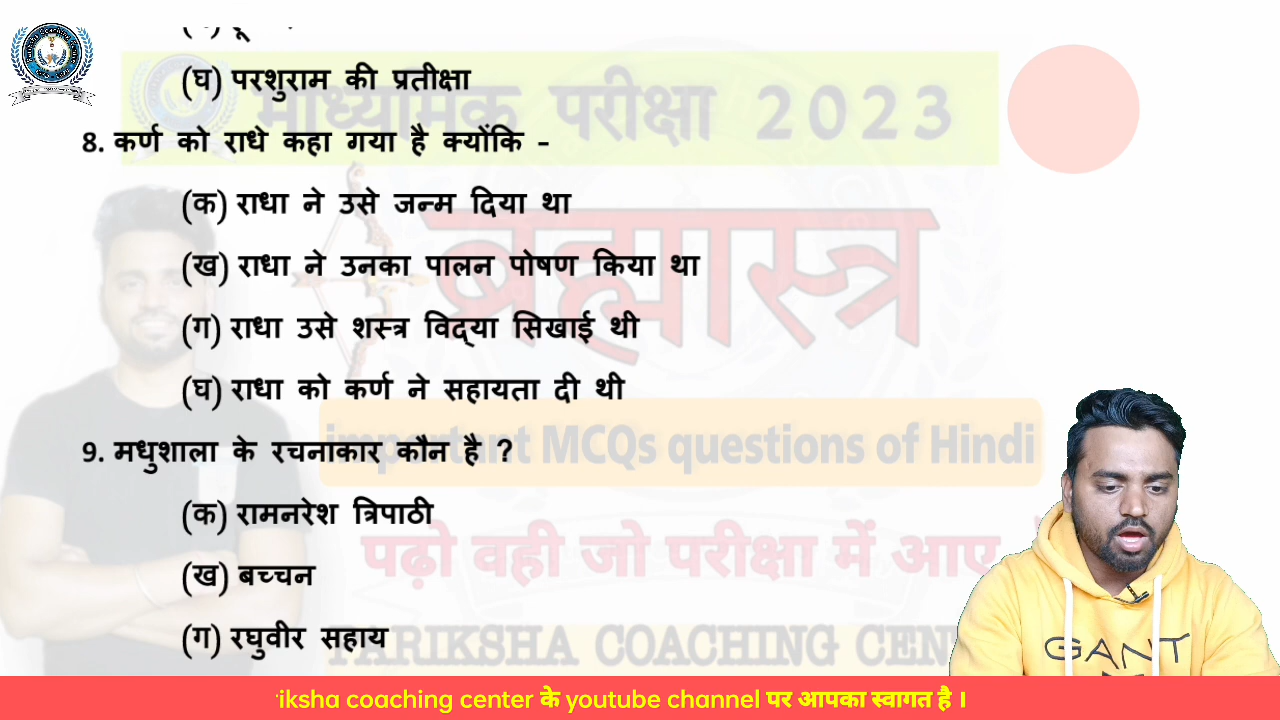 (घ) परशुराम की प्रतीक्षा
माध्यमिक परीक्षा 2023
8. कर्ण को राधे कहा गया है क्योंकि -
(क) राधा ने उसे जन्म दिया था
ब्रह्मास्त्र
(ख) राधा ने उनका पालन पोषण किया था
(ग) राधा उसे शस्त्र विद्या सिखाई थी
(घ) राधा को कर्ण ने सहायता दी थी
important MCQs questions of Hindi
9. मधुशाला के रचनाकार कौन है ?
(क) रामनरेश त्रिपाठी
पढ़ो वही जो परीक्षा में आए
(ख) बच्चन
(ग) रघुवीर सहाय
PARIKSHA COACHING CEN
iksha coaching center के youtube channel पर आपका स्वागत है ।
GANT